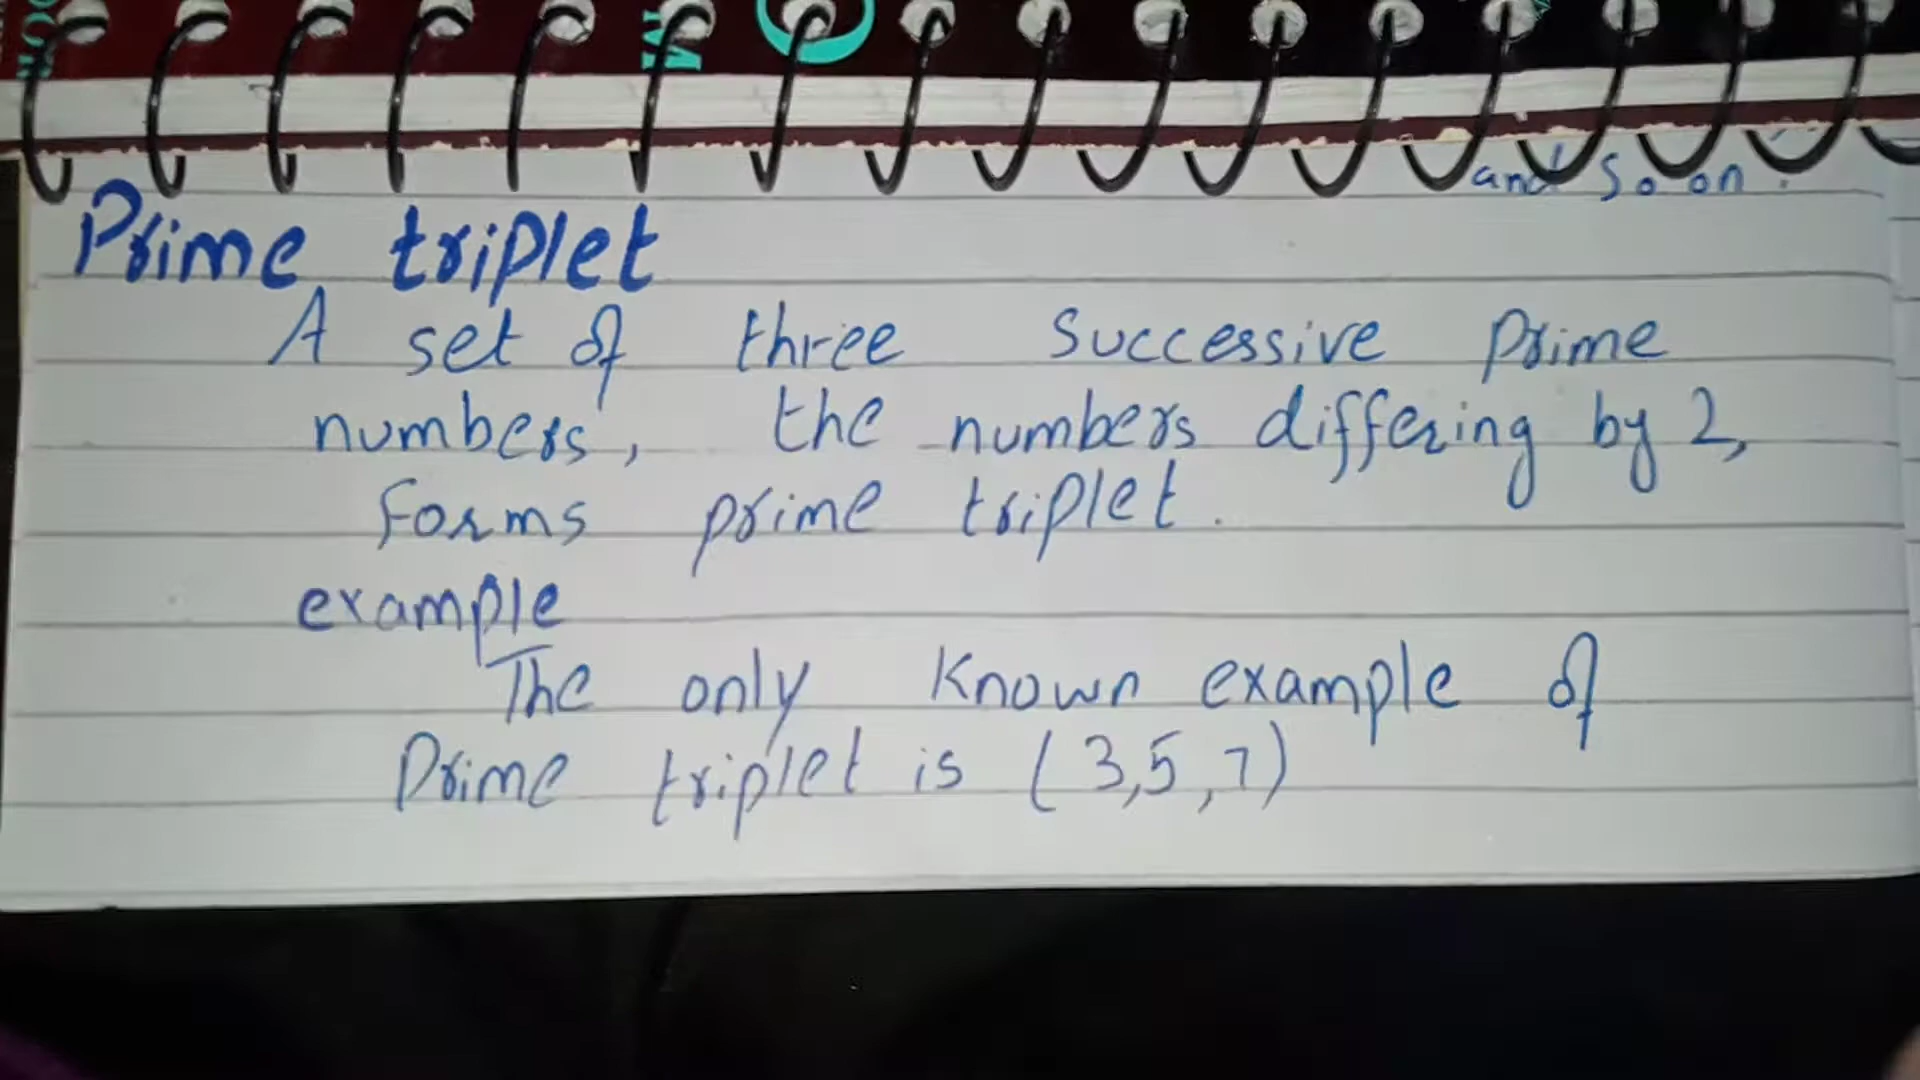 and so on.
Prime triplet
A set of three successive prime
numbers, the numbers differing by 2,
forms prime triplet.
example
The only known example of
Prime triplet is (3,5,7)